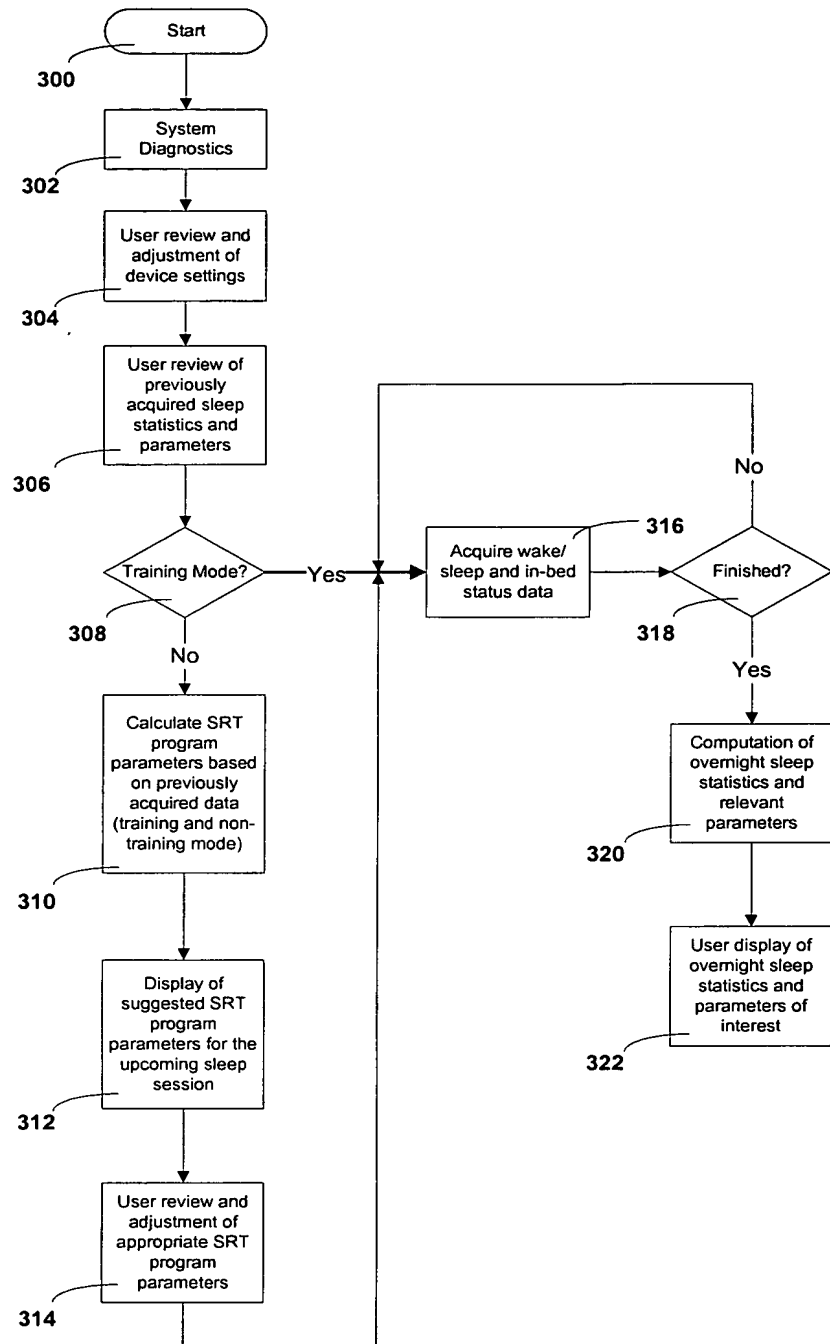 Start
300
System
Diagnostics
302
User review and
adjustment of
device settings
304
User review of
previously
acquired sleep
statistics and
parameters
306
Training Mode?
Yes
308
No
Calculate SRT
program
parameters based
on previously
acquired data
(training and non-
training mode)
310
Display of
suggested SRT
program
parameters for the
upcoming sleep
session
312
User review and
adjustment of
appropriate SRT
program
parameters
314
Acquire wake/
sleep and in-bed
status data
316
No
Finished?
318
Yes
Computation of
overnight sleep
statistics and
relevant
parameters
320
User display of
overnight sleep
statistics and
parameters of
interest
322